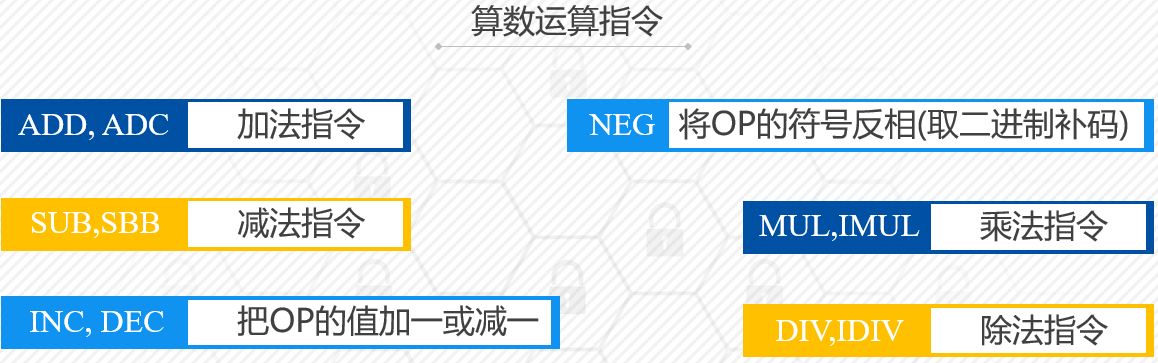 算数运算指令
ADD, ADC 加法指令
NEG 将OP的符号反相(取二进制补码)
SUB,SBB 减法指令
MUL,IMUL 乘法指令
INC, DEC 把OP的值加一或减一
DIV,IDIV 除法指令